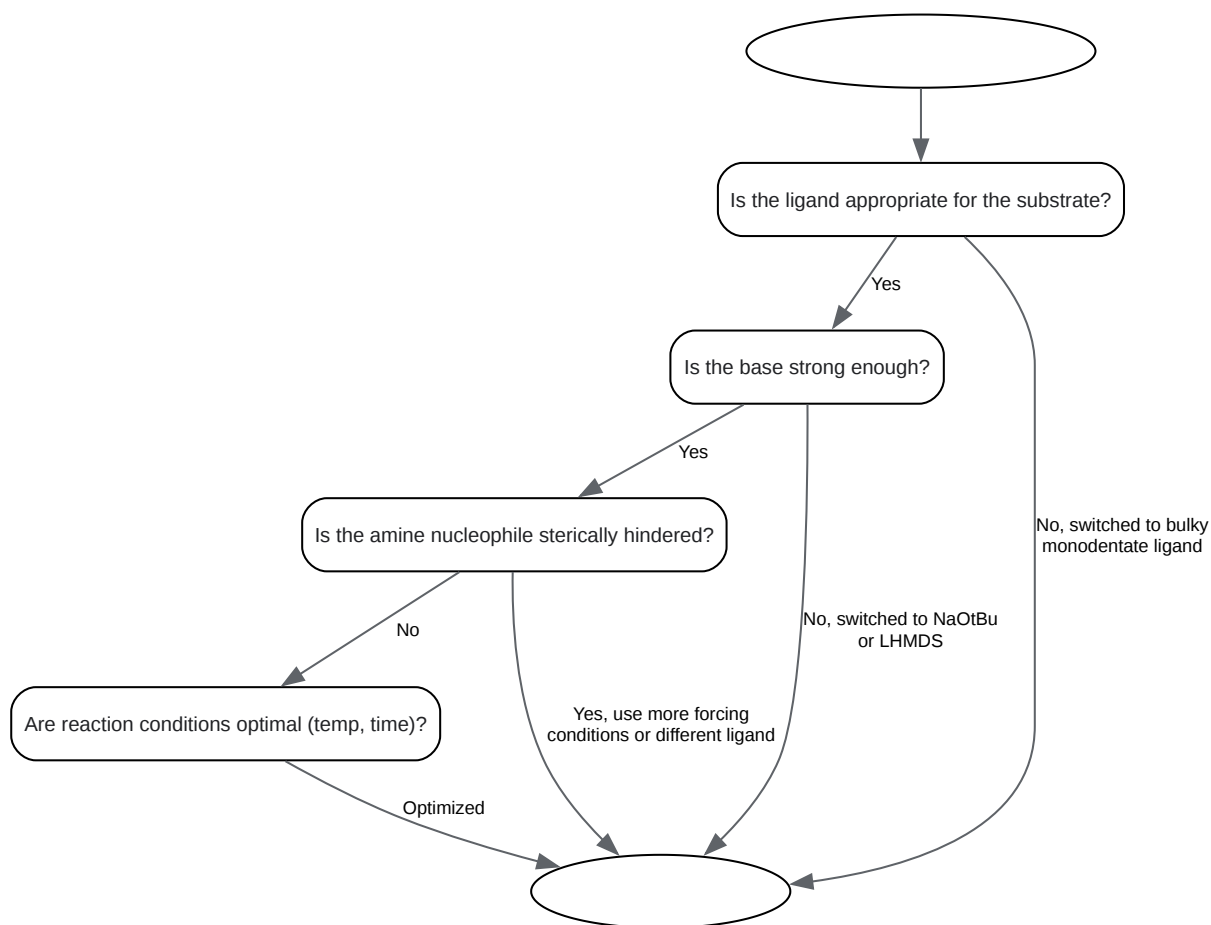 Is the ligand appropriate for the substrate?
Yes
Is the base strong enough?
Yes
Is the amine nucleophile sterically hindered?
No, switched to bulky
monodentate ligand
No
No, switched to NaOtBu
or LHMDS
Are reaction conditions optimal (temp, time)?
Yes, use more forcing
conditions or different ligand
Optimized